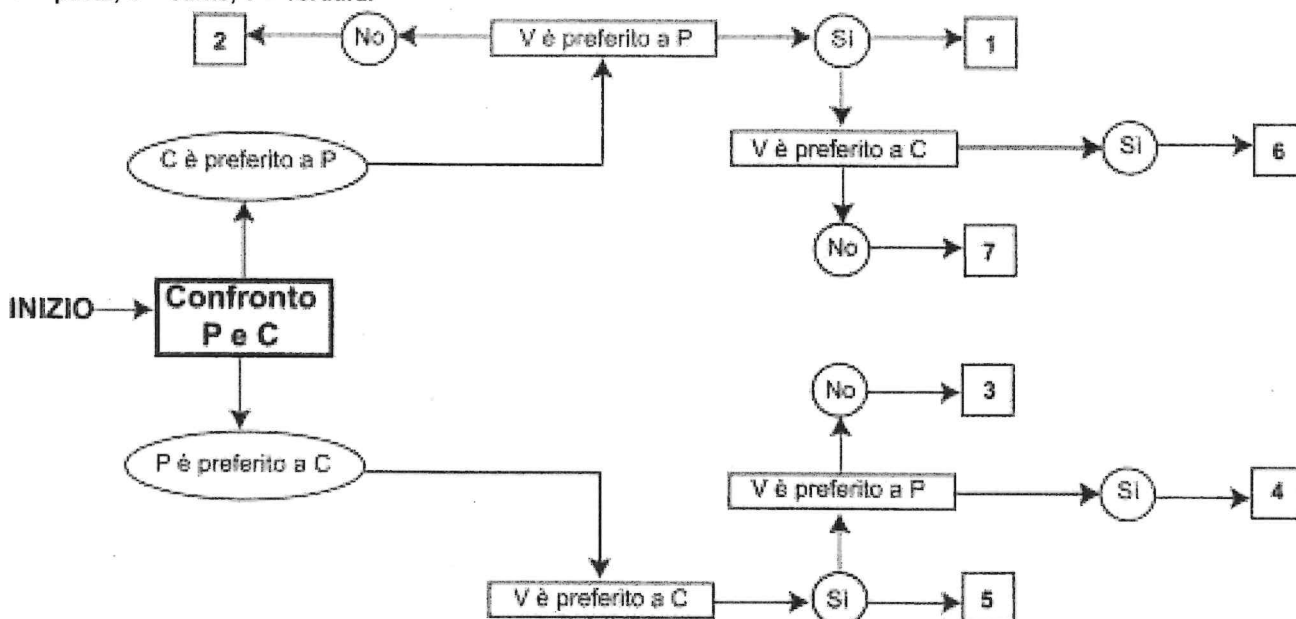 2 No V è preferito a P Sì 1
C è preferito a P V è preferito a C Sì 6
No 7
INIZIO Confronto
P e C
No 3
P è preferito a C V è preferito a P Sì 4
V è preferito a C Sì 5